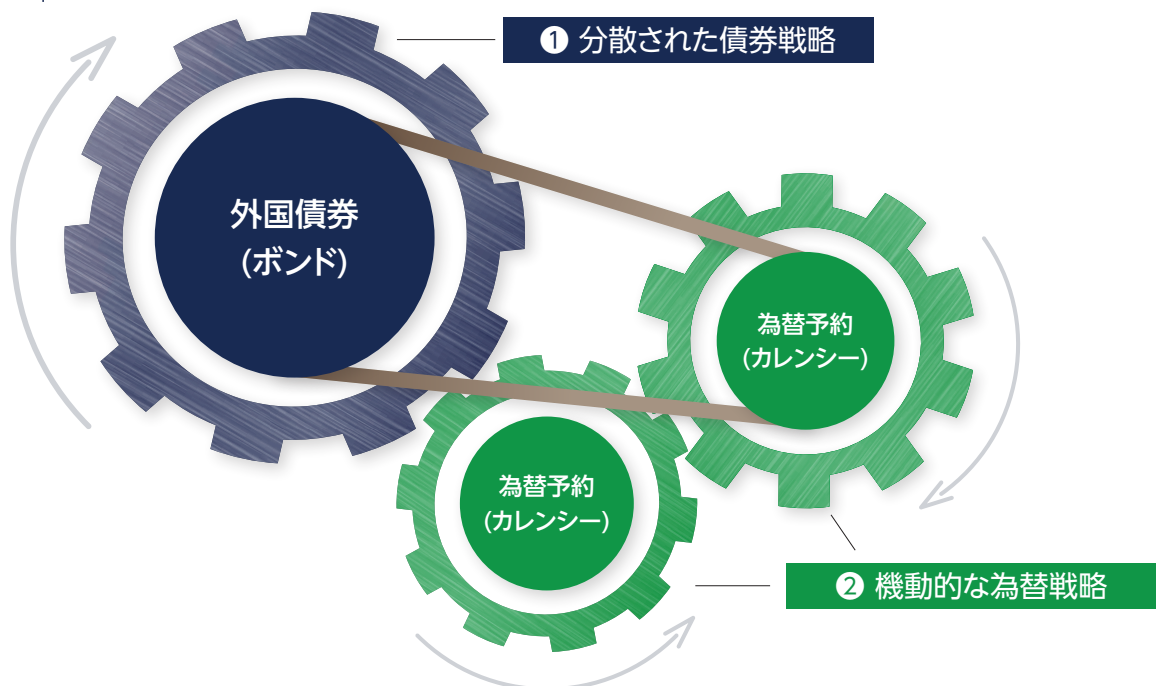 ❶ 分散された債券戦略
外国債券
(ボンド)
為替予約
(カレンシー)
為替予約
(カレンシー)
❷ 機動的な為替戦略